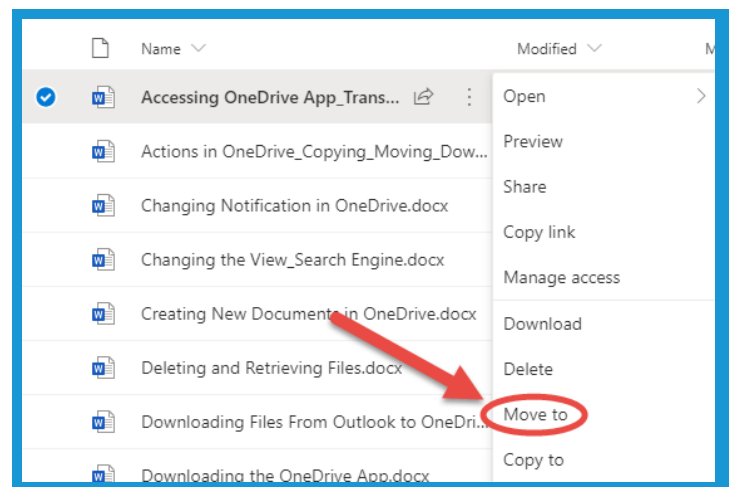 Name Modified M
Accessing OneDrive App_Trans... Open
Actions in OneDrive_Copying_Moving_Dow... Preview
Share
Changing Notification in OneDrive.docx
Copy link
Changing the View_Search Engine.docx
Manage access
Creating New Documents in OneDrive.docx
Download
Deleting and Retrieving Files.docx Delete
Downloading Files From Outlook to OneDri... Move to
Copy to
Downloading the OneDrive App.docx